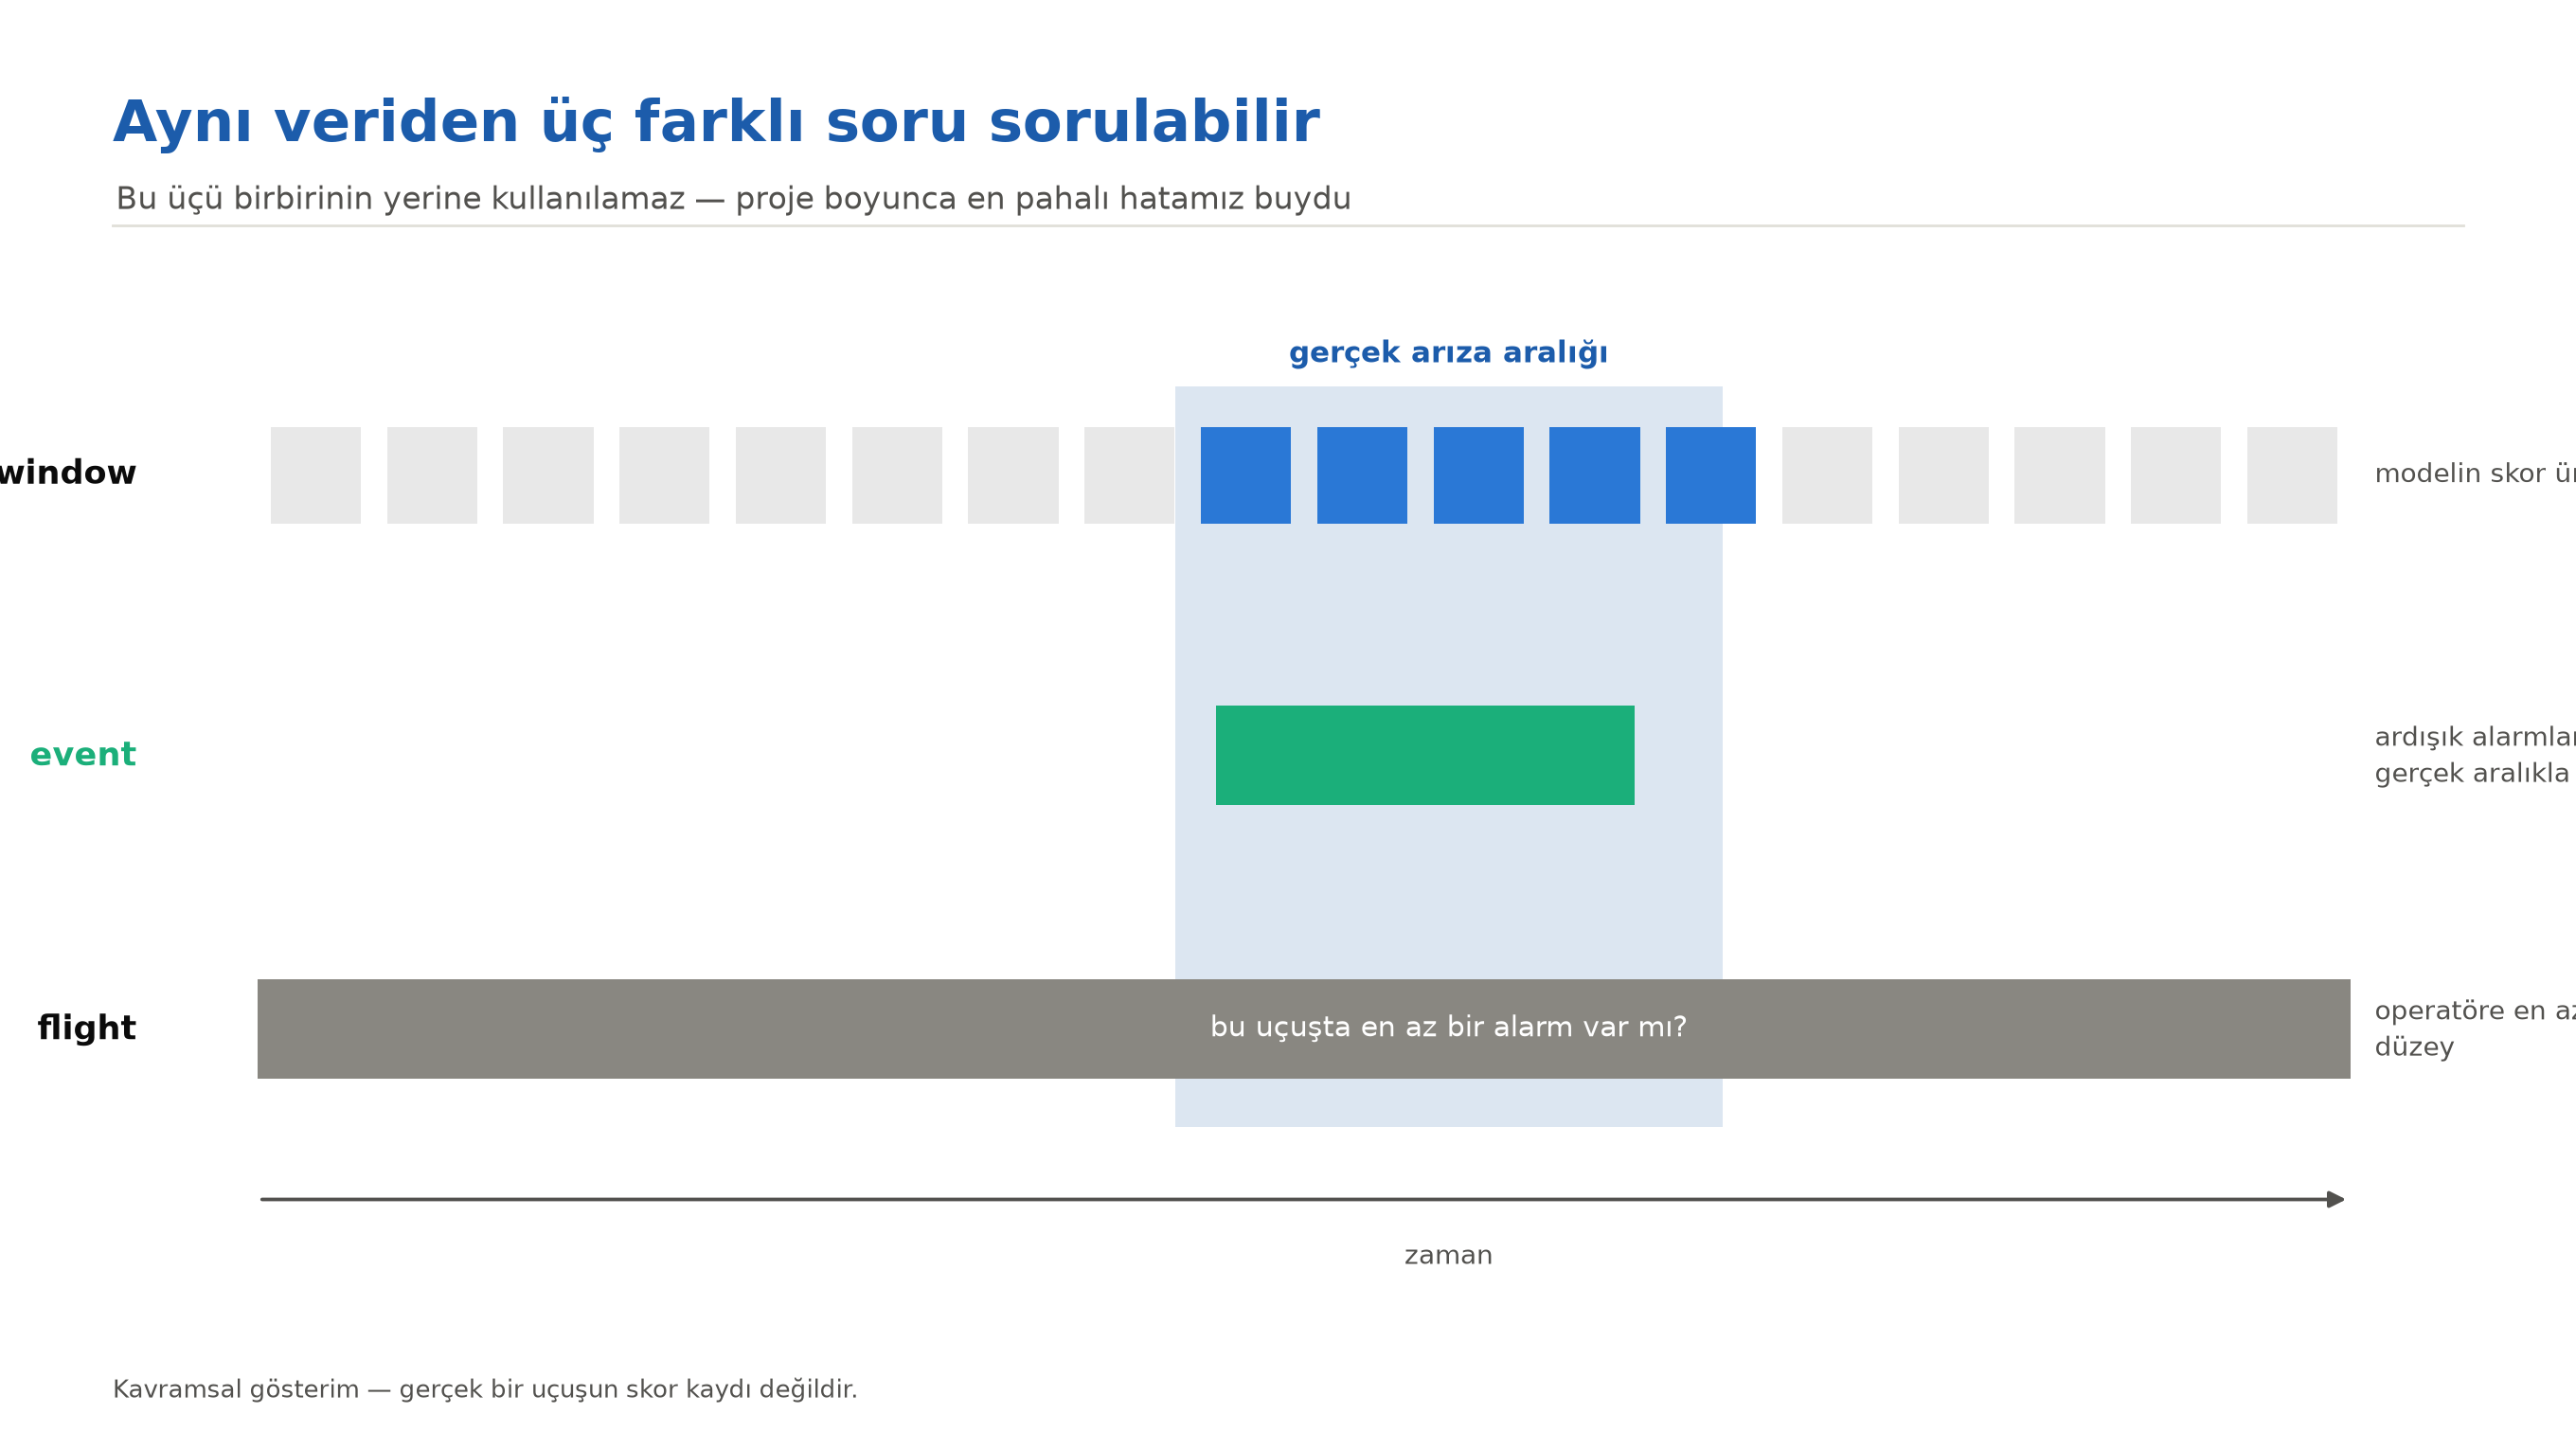 Aynı veriden üç farklı soru sorulabilir
Bu üçü birbirinin yerine kullanılamaz — proje boyunca en pahalı hatamız buydu
gerçek arıza aralığı
window
modelin skor
event
ardışık alarmlar
gerçek aralıkla
flight
bu uçuşta en az bir alarm var mı?
operatöre en az
düzey
zaman
Kavramsal gösterim — gerçek bir uçuşun skor kaydı değildir.